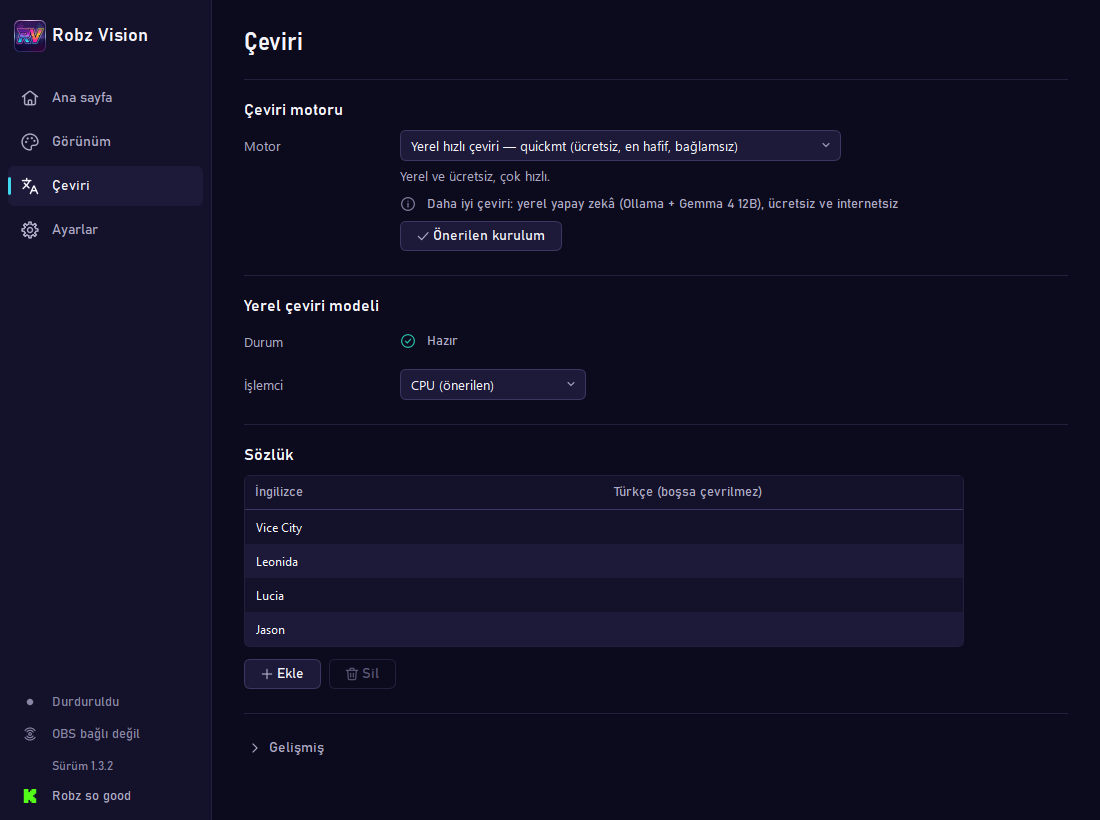 RV
Robz Vision
Ana sayfa
Görünüm
Çeviri
Ayarlar
Durduruldu
OBS bağlı değil
Sürüm 1.3.2
Robz so good
Çeviri
Çeviri motoru
Motor
Yerel hızlı çeviri — quickmt (ücretsiz, en hafif, bağlamsız)
Yerel ve ücretsiz, çok hızlı.
Daha iyi çeviri: yerel yapay zekâ (Ollama + Gemma 4 12B), ücretsiz ve internetsiz
Önerilen kurulum
Yerel çeviri modeli
Durum
Hazır
İşlemci
CPU (önerilen)
Sözlük
İngilizce
Türkçe (boşsa çevrilmez)
Vice City
Leonida
Lucia
Jason
Ekle
Sil
Gelişmiş